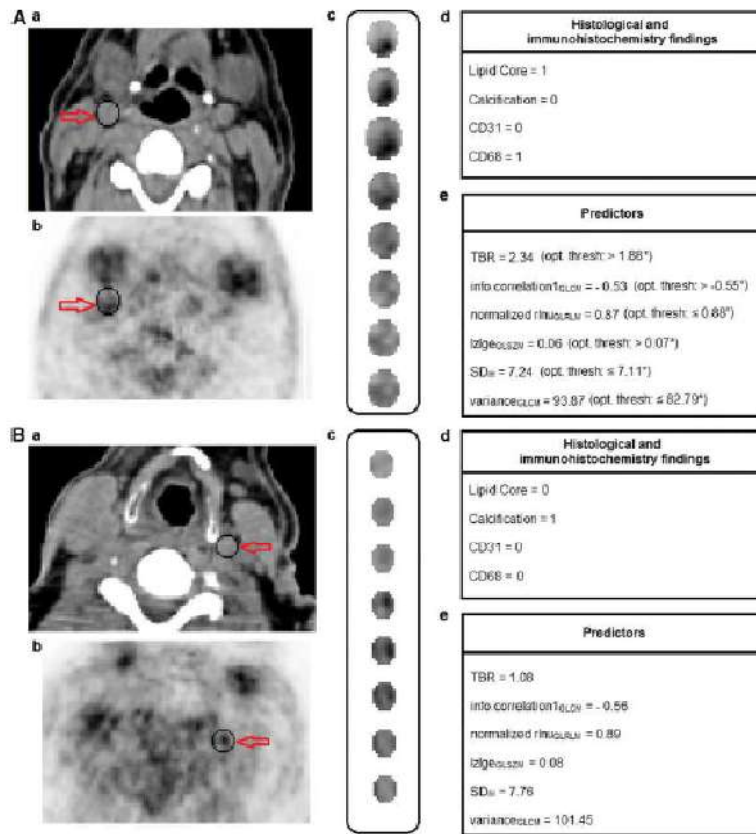 A
a
b
c
d
Histological and
immunohistochemistry findings
Lipid Core = 1
Calcification = 0
CD31 = 0
CD68 = 1
e
Predictors
TBR = 2.34 (opt. thresh: > 1.88*)
info correlation1GLCM = - 0.53 (opt. thresh: > -0.55*)
normalized rlnuGLRLM = 0.87 (opt. thresh: ≤ 0.88*)
lzlgeGLSZM = 0.06 (opt. thresh: > 0.07*)
(opt. thresh: ≤ 7.11*)
varianceGLCM = 93.87 (opt. thresh: ≤ 82.79*)
B
a
b
c
d
Histological and
immunohistochemistry findings
Lipid Core = 0
Calcification = 1
CD31 = 0
CD68 = 0
e
Predictors
TBR = 1.08
info correlation1GLCM = - 0.56
normalized rlnuGLRLM = 0.89
lzlgeGLSZM = 0.08
= 7.76
varianceGLCM = 101.45